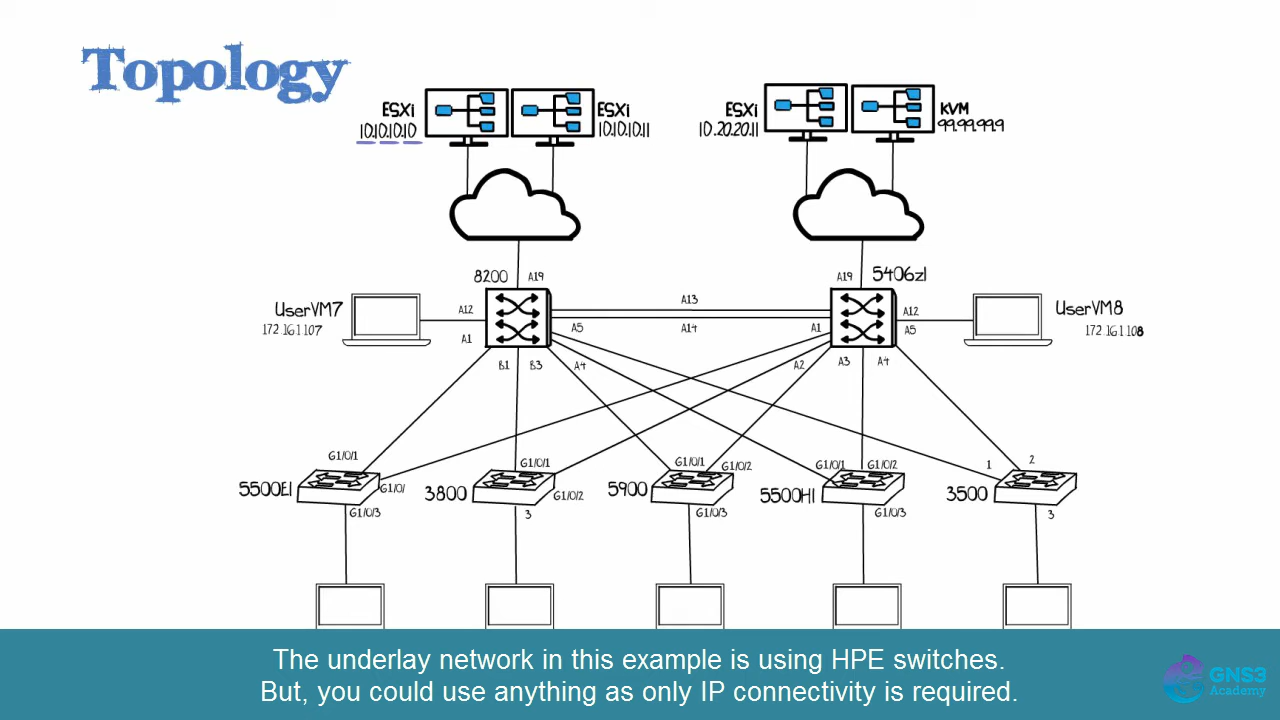 Topology
ESXi
10.10.10.10
ESXi
10.10.10.11
ESXi
10.20.20.11
KVM
99.99.99.9
8200
A19
A19
5406zl
UserVM7
172.16.1.107
A12
A13
A12
UserVM8
172.16.1.108
A1
A5
A14
A1
A5
B1
B3
A4
A2
A3
A4
G1/0/1
G1/0/1
G1/0/1
G1/0/2
G1/0/1
G1/0/2
1
2
5500EI
G1/0/
3800
G1/0/2
5900
5500HI
3500
G1/0/3
3
G1/0/3
G1/0/3
3
The underlay network in this example is using HPE switches.
But, you could use anything as only IP connectivity is required.
GNS3
Academy